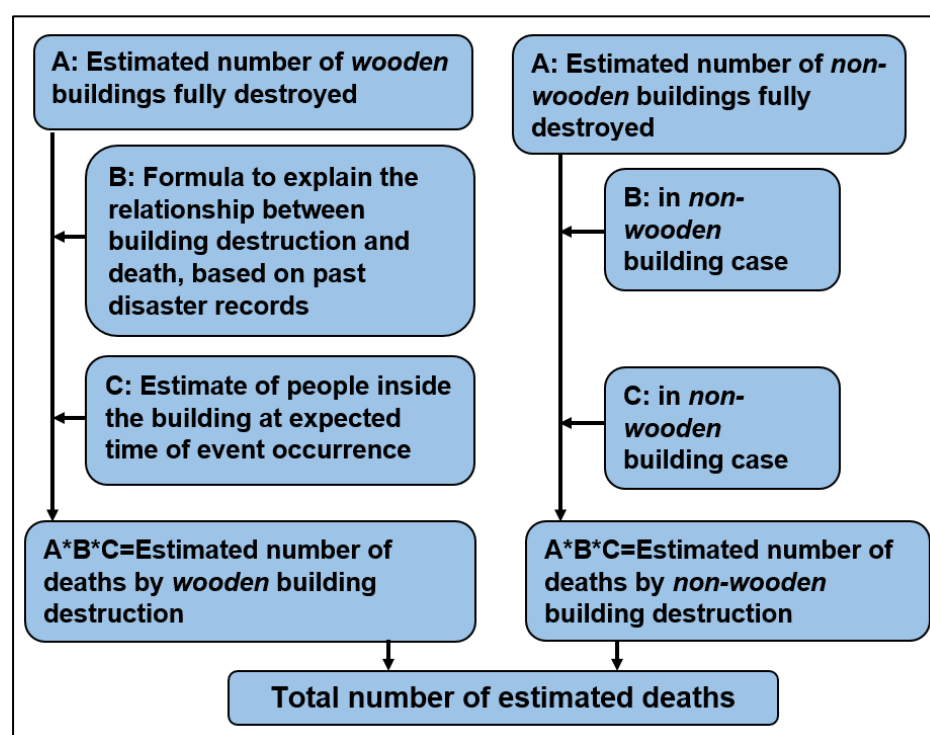 A: Estimated number of wooden
buildings fully destroyed
A: Estimated number of non-
wooden buildings fully
destroyed
B: Formula to explain the
relationship between
building destruction and
death, based on past
disaster records
B: in non-
wooden
building case
C: Estimate of people inside
the building at expected
time of event occurrence
C: in non-
wooden
building case
A*B*C=Estimated number of
deaths by wooden building
destruction
A*B*C=Estimated number of
deaths by non-wooden
building destruction
Total number of estimated deaths